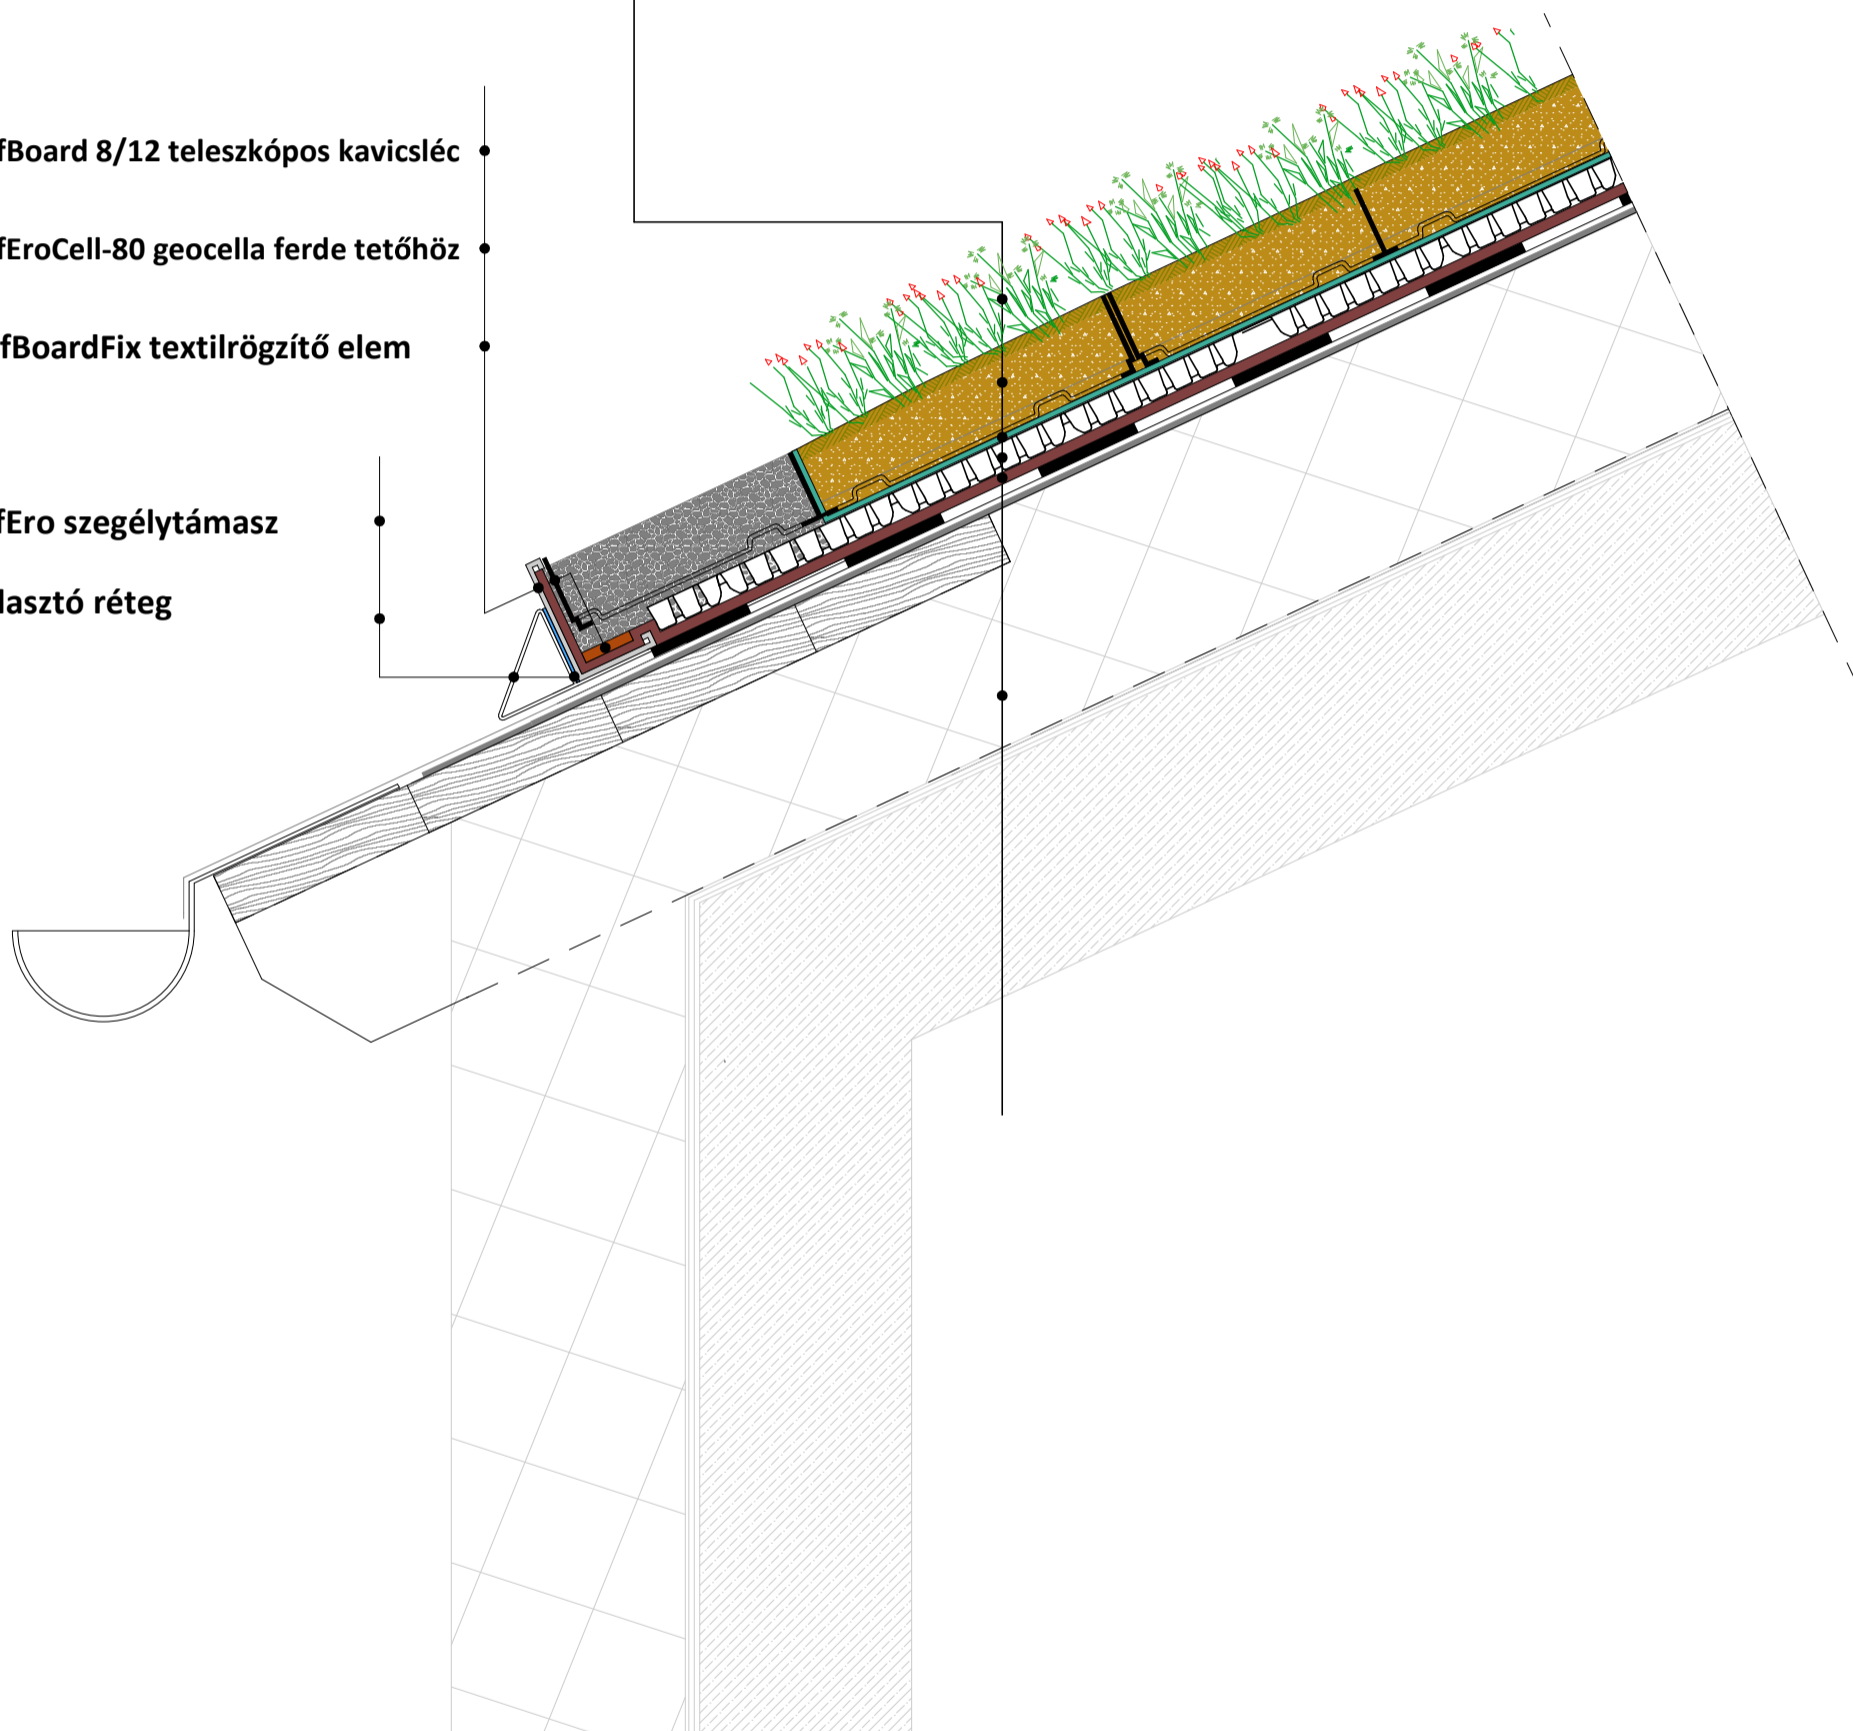 fBoard 8/12 teleszkópos kavicsléc
fEroCell-80 geocella ferde tetőhöz
fBoardFix textilrögzítő elem
fEro szegélytámasz
lasztó réteg